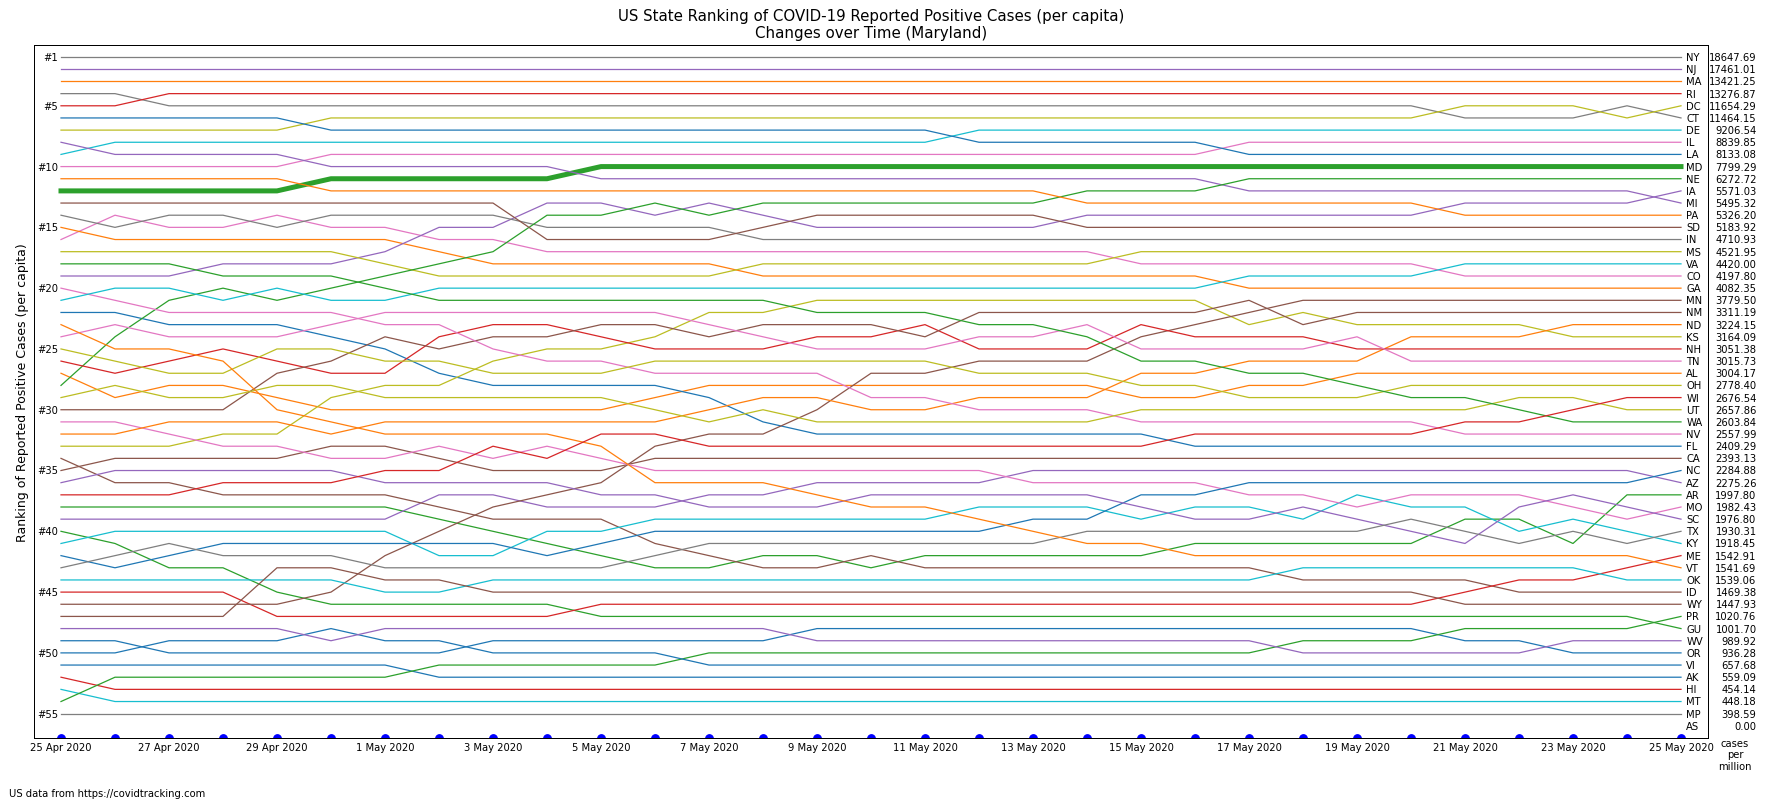 US State Ranking of COVID-19 Reported Positive Cases (per capita)
Changes over Time (Maryland)
Ranking of Reported Positive Cases (per capita)
#1
#5
#10
#15
#20
#25
#30
#35
#40
#45
#50
#55
NY 18647.69
NJ 17461.01
MA 13421.25
RI 13276.87
DC 11654.29
CT 11464.15
DE 9206.54
IL 8839.85
LA 8133.08
MD 7799.29
NE 6272.72
IA 5571.03
MI 5495.32
PA 5326.20
SD 5183.92
IN 4710.93
MS 4521.95
VA 4420.00
CO 4197.80
GA 4082.35
MN 3779.50
NM 3311.19
ND 3224.15
KS 3164.09
NH 3051.38
TN 3015.73
AL 3004.17
OH 2778.40
WI 2676.54
UT 2657.86
WA 2603.84
NV 2557.99
FL 2409.29
CA 2393.13
NC 2284.88
AZ 2275.26
AR 1997.80
MO 1982.43
SC 1976.80
TX 1930.31
KY 1918.45
ME 1542.91
VT 1541.69
OK 1539.06
ID 1469.38
WY 1447.93
PR 1020.76
GU 1001.70
WV 989.92
OR 936.28
VI 657.68
AK 559.09
HI 454.14
MT 448.18
MP 398.59
AS 0.00
25 Apr 2020 27 Apr 2020 29 Apr 2020 1 May 2020 3 May 2020 5 May 2020 7 May 2020 9 May 2020 11 May 2020 13 May 2020 15 May 2020 17 May 2020 19 May 2020 21 May 2020 23 May 2020 25 May 2020
cases
per
million
US data from https://covidtracking.com